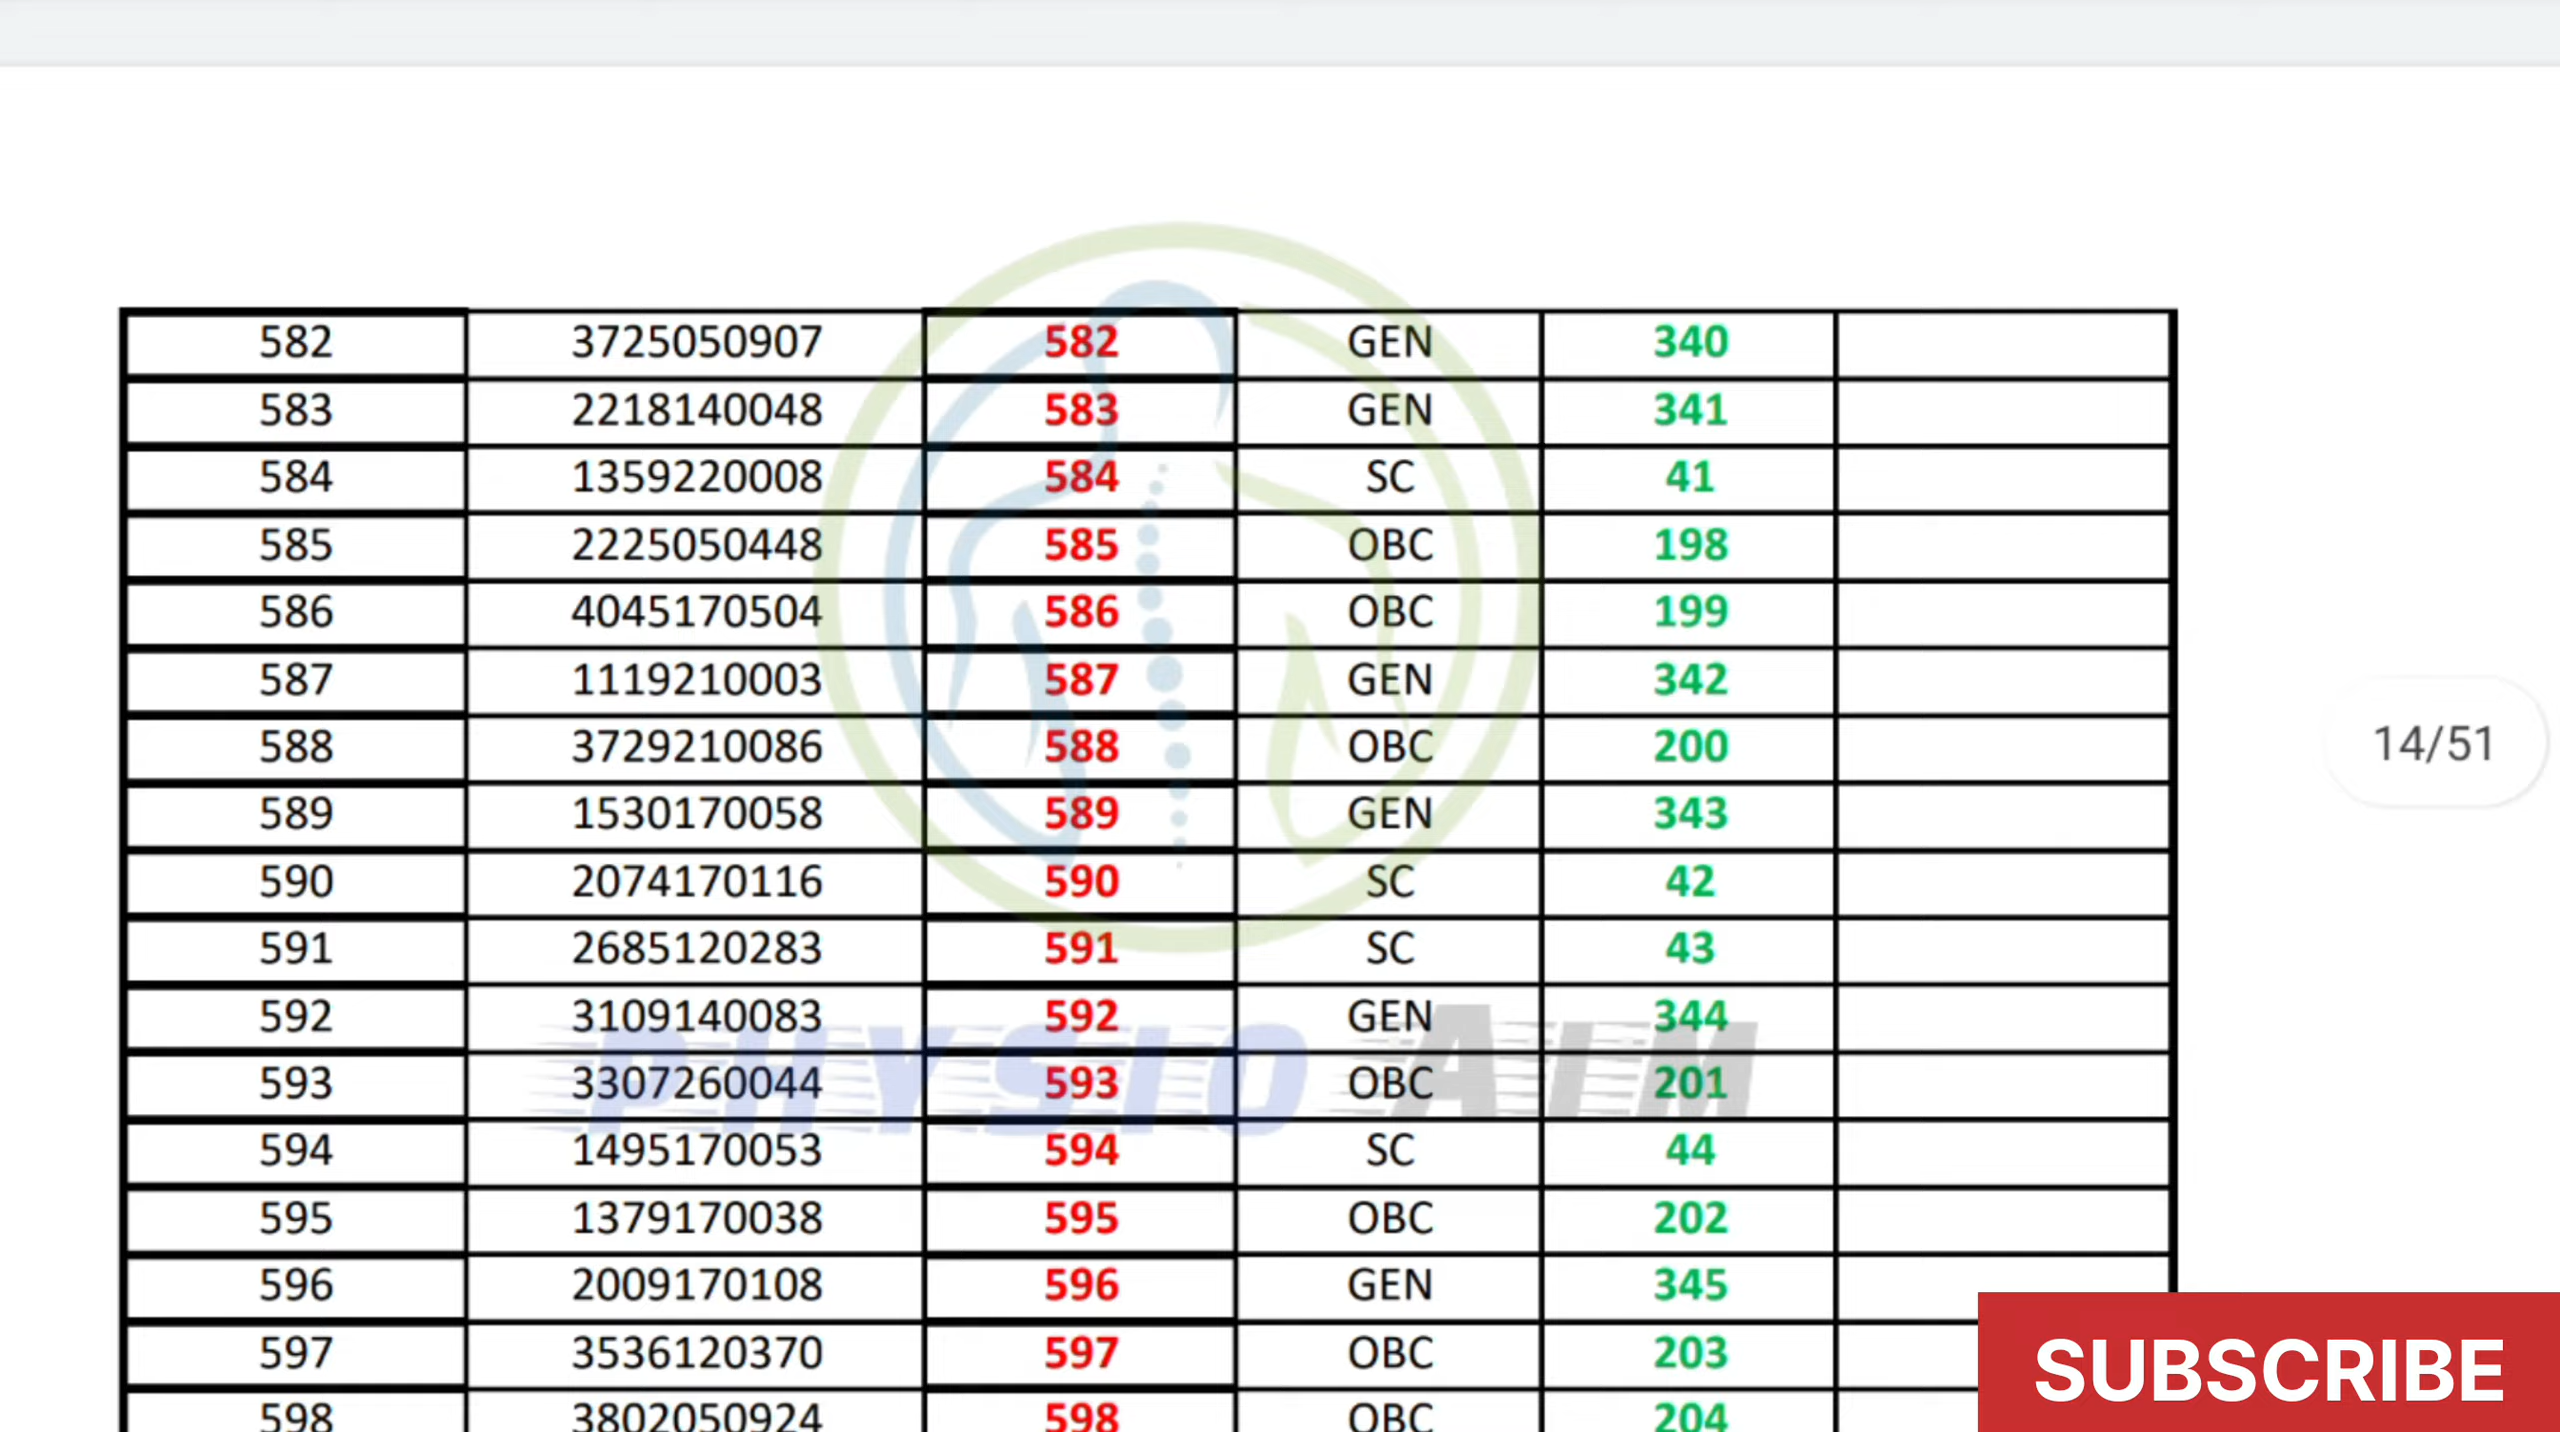 582 3725050907 582 GEN 340
583 2218140048 583 GEN 341
584 1359220008 584 SC 41
585 2225050448 585 OBC 198
586 4045170504 586 OBC 199
587 1119210003 587 GEN 342
588 3729210086 588 OBC 200
14/51
589 1530170058 589 GEN 343
590 2074170116 590 SC 42
591 2685120283 591 SC 43
592 3109140083 592 GEN 344
PHYSIO AIM
593 3307260044 593 OBC 201
594 1495170053 594 SC 44
595 1379170038 595 OBC 202
596 2009170108 596 GEN 345
597 3536120370 597 OBC 203
SUBSCRIBE
598 3802050924 598 OBC 204